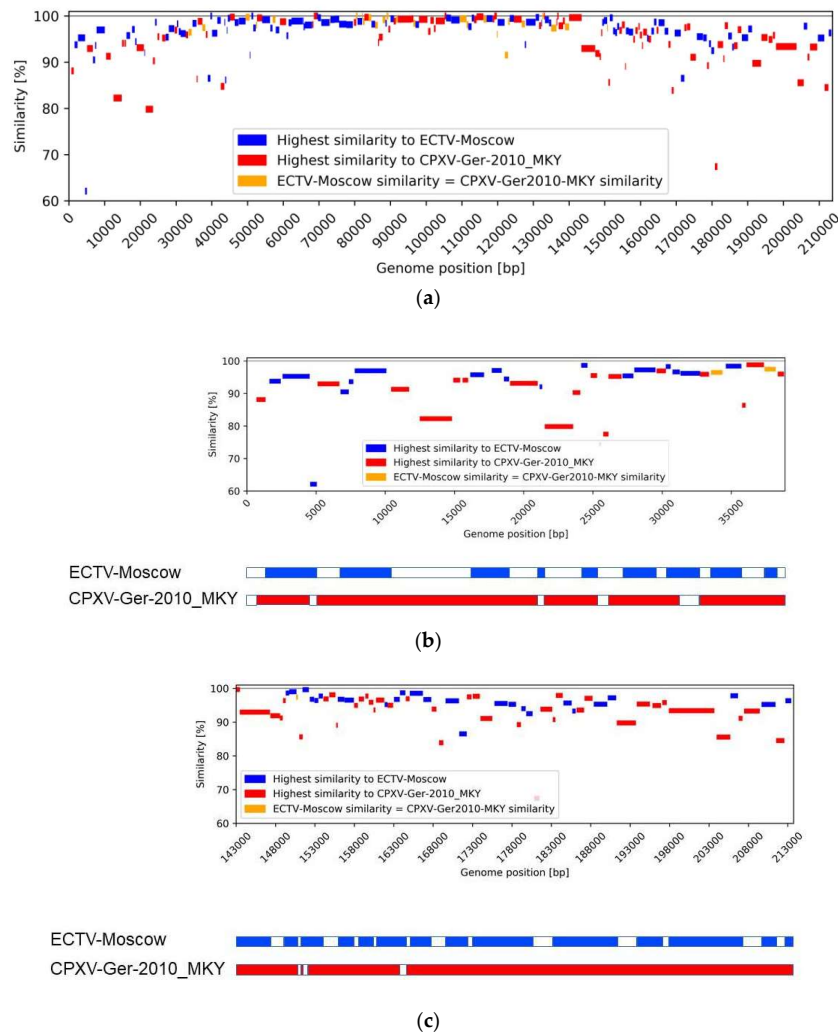 100
90
80
70
60
Similarity [%]
Highest similarity to ECTV-Moscow
Highest similarity to CPXV-Ger-2010_MKY
ECTV-Moscow similarity = CPXV-Ger2010-MKY similarity
0 10000 20000 30000 40000 50000 60000 70000 80000 90000 100000 110000 120000 130000 140000 150000 160000 170000 180000 190000 200000 210000
Genome position [bp]
(a)
100
90
80
70
60
Similarity [%]
Highest similarity to ECTV-Moscow
Highest similarity to CPXV-Ger-2010_MKY
ECTV-Moscow similarity = CPXV-Ger2010-MKY similarity
0 5000 10000 15000 20000 25000 30000 35000
Genome position [bp]
ECTV-Moscow
CPXV-Ger-2010_MKY
(b)
100
90
80
70
60
Similarity [%]
Highest similarity to ECTV-Moscow
Highest similarity to CPXV-Ger-2010_MKY
ECTV-Moscow similarity = CPXV-Ger2010-MKY similarity
143000 148000 153000 158000 163000 168000 173000 178000 183000 188000 193000 198000 203000 208000 213000
Genome position [bp]
ECTV-Moscow
CPXV-Ger-2010_MKY
(c)